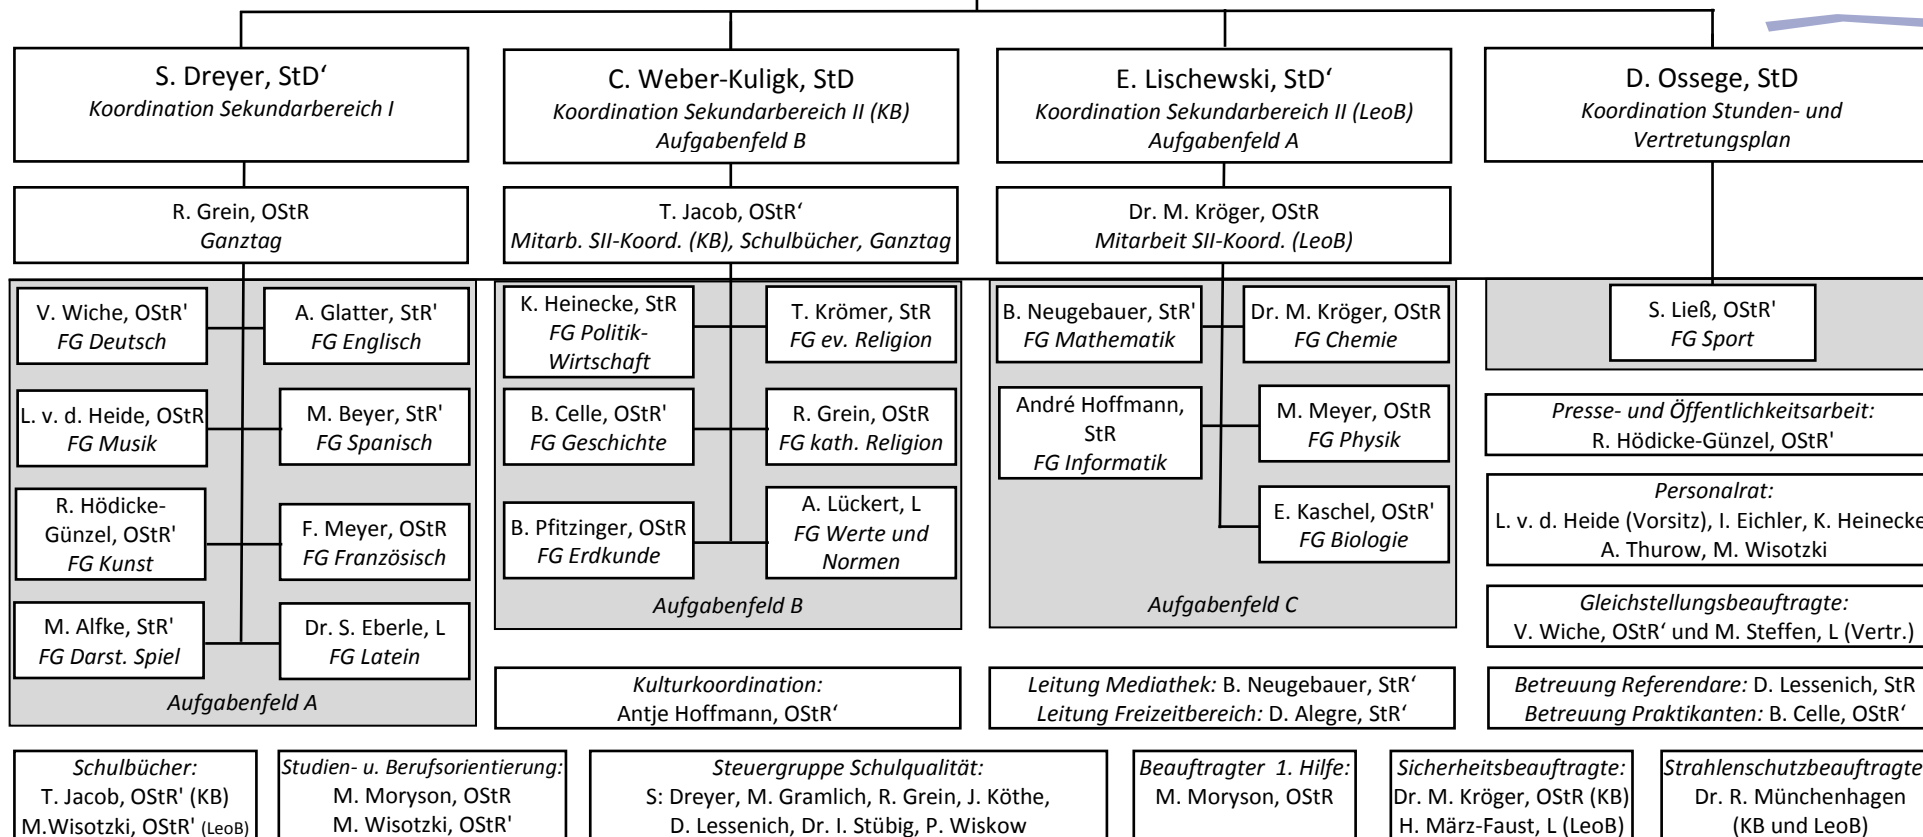 S. Dreyer, StD‘
Koordination Sekundarbereich I
C. Weber-Kuligk, StD
Koordination Sekundarbereich II (KB)
Aufgabenfeld B
E. Lischewski, StD‘
Koordination Sekundarbereich II (LeoB)
Aufgabenfeld A
D. Ossege, StD
Koordination Stunden- und
Vertretungsplan
R. Grein, OStR
Ganztag
T. Jacob, OStR‘
Mitarb. SII-Koord. (KB), Schulbücher, Ganztag
Dr. M. Kröger, OStR
Mitarbeit SII-Koord. (LeoB)
V. Wiche, OStR'
FG Deutsch
A. Glatter, StR'
FG Englisch
L. v. d. Heide, OStR
FG Musik
M. Beyer, StR'
FG Spanisch
R. Hödicke-
Günzel, OStR'
FG Kunst
F. Meyer, OStR
FG Französisch
M. Alfke, StR'
FG Darst. Spiel
Dr. S. Eberle, L
FG Latein
Aufgabenfeld A
K. Heinecke, StR
FG Politik-
Wirtschaft
T. Krömer, StR
FG ev. Religion
B. Celle, OStR'
FG Geschichte
R. Grein, OStR
FG kath. Religion
B. Pfitzinger, OStR
FG Erdkunde
A. Lückert, L
FG Werte und
Normen
Aufgabenfeld B
B. Neugebauer, StR'
FG Mathematik
Dr. M. Kröger, OStR
FG Chemie
André Hoffmann,
StR
FG Informatik
M. Meyer, OStR
FG Physik
E. Kaschel, OStR'
FG Biologie
Aufgabenfeld C
S. Ließ, OStR'
FG Sport
Presse- und Öffentlichkeitsarbeit:
R. Hödicke-Günzel, OStR'
Personalrat:
L. v. d. Heide (Vorsitz), I. Eichler, K. Heinecke
A. Thurow, M. Wisotzki
Gleichstellungsbeauftragte:
V. Wiche, OStR‘ und M. Steffen, L (Vertr.)
Kulturkoordination:
Antje Hoffmann, OStR‘
Leitung Mediathek: B. Neugebauer, StR‘
Leitung Freizeitbereich: D. Alegre, StR‘
Betreuung Referendare: D. Lessenich, StR
Betreuung Praktikanten: B. Celle, OStR‘
Schulbücher:
T. Jacob, OStR' (KB)
M.Wisotzki, OStR' (LeoB)
Studien- u. Berufsorientierung:
M. Moryson, OStR
M. Wisotzki, OStR'
Steuergruppe Schulqualität:
S: Dreyer, M. Gramlich, R. Grein, J. Köthe,
D. Lessenich, Dr. I. Stübig, P. Wiskow
Beauftragter 1. Hilfe:
M. Moryson, OStR
Sicherheitsbeauftragte:
Dr. M. Kröger, OStR (KB)
H. März-Faust, L (LeoB)
Strahlenschutzbeauftragte
Dr. R. Münchenhagen
(KB und LeoB)